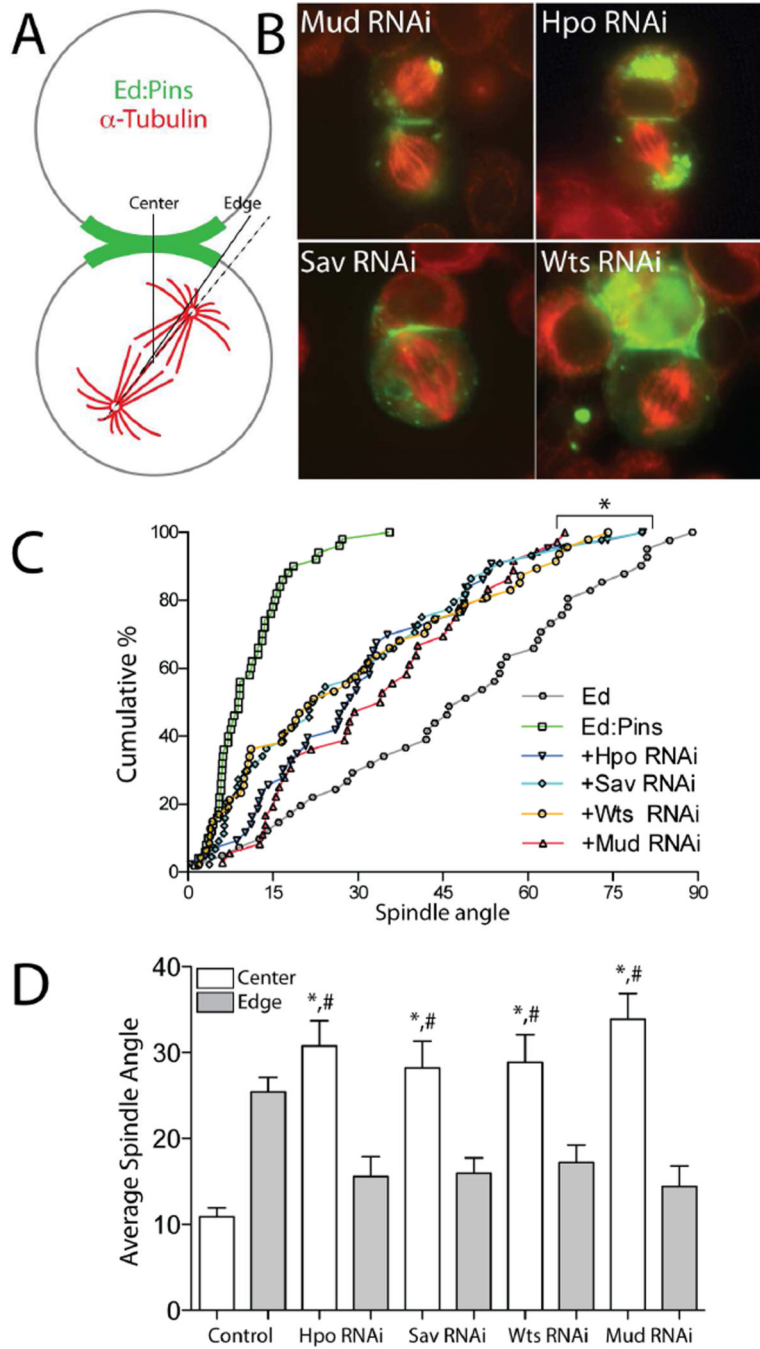 A
Ed:Pins
α-Tubulin
Center
Edge
B
Mud RNAi
Hpo RNAi
Sav RNAi
Wts RNAi
C
*
100
80
60
40
20
0
Cumulative %
0 15 30 45 60 75 90
Spindle angle
Ed
Ed:Pins
+Hpo RNAi
+Sav RNAi
+Wts RNAi
+Mud RNAi
D
Center
Edge
40
30
20
10
0
Average Spindle Angle
*,#
*,#
*,#
*,#
Control Hpo RNAi Sav RNAi Wts RNAi Mud RNAi